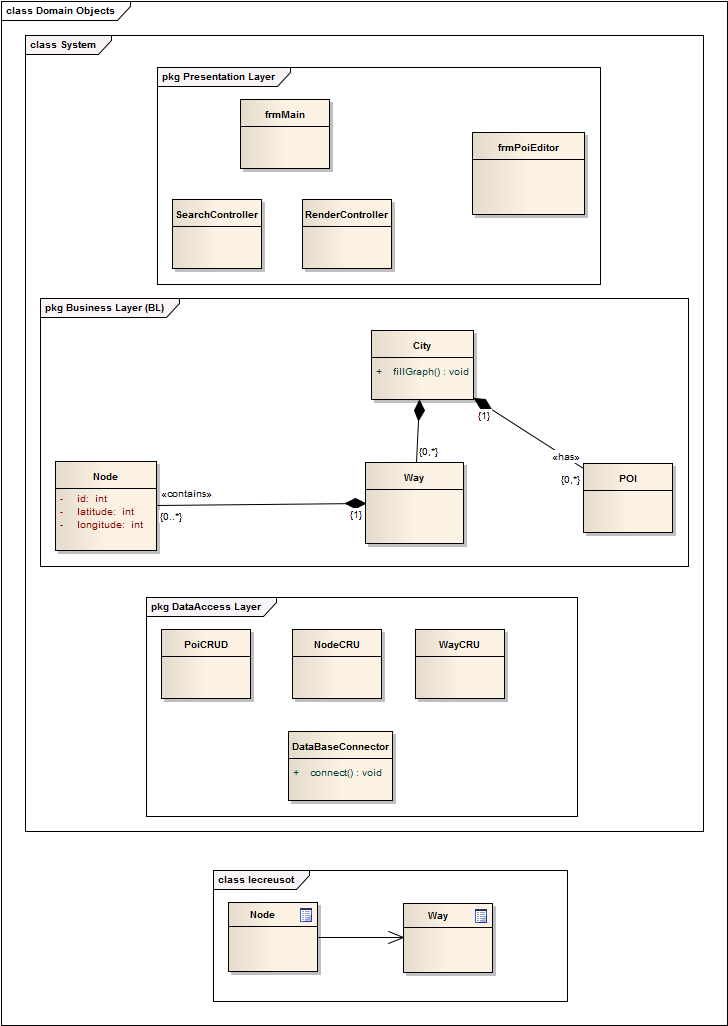 class Domain Objects
class System
pkg Presentation Layer
frmMain
frmPoiEditor
SearchController
RenderController
pkg Business Layer (BL)
City
+ fillGraph() : void
{1}
{0,*}
«has»
{0,*}
Node
- id: int
- latitude: int
- longitude: int
«contains»
{0..*}
{1}
Way
POI
pkg DataAccess Layer
PoiCRUD
NodeCRU
WayCRU
DataBaseConnector
+ connect() : void
class lecreusot
Node
Way